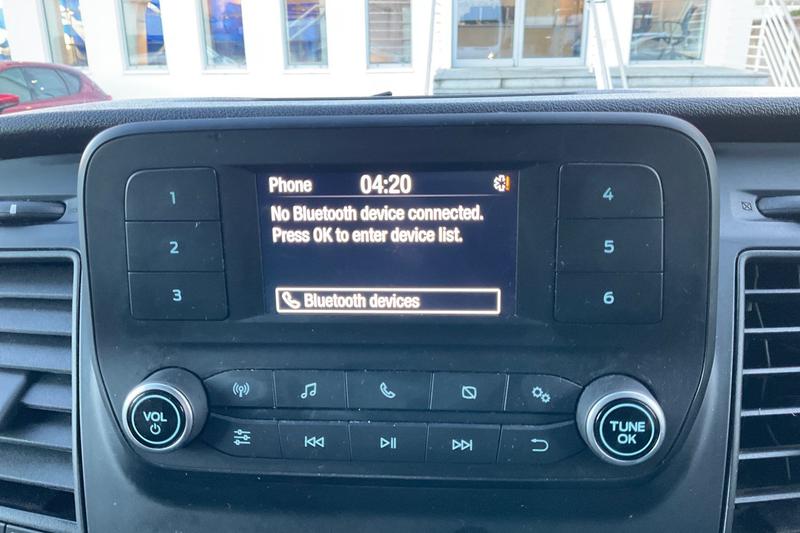 Phone 04:20
No Bluetooth device connected.
Press OK to enter device list.
Bluetooth devices
1
2
3
4
5
6
VOL
TUNE
OK